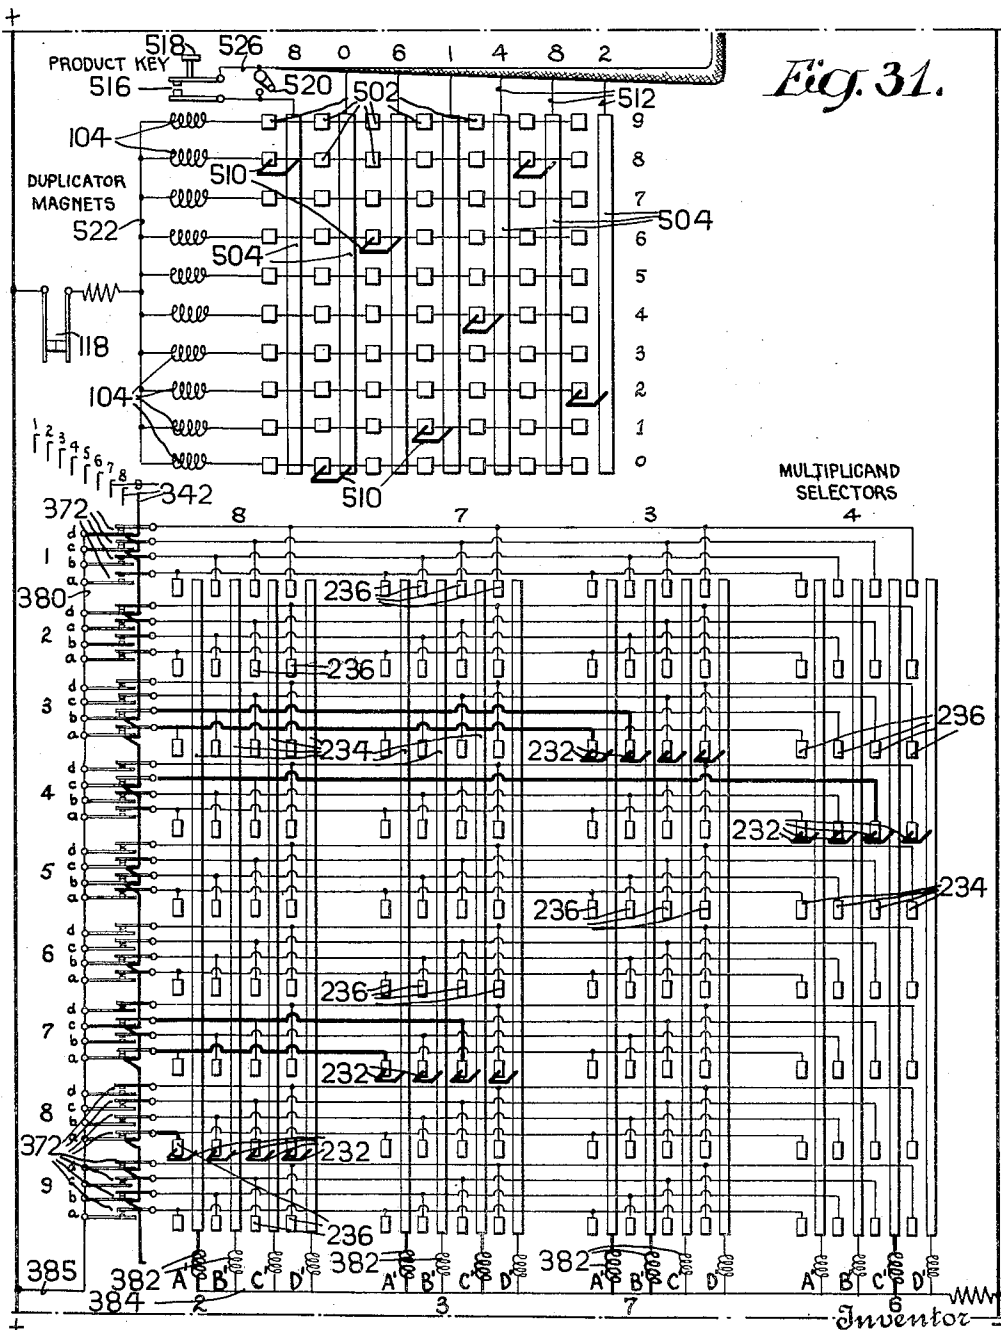 518
526
8 0 6 1 4 8 2
PRODUCT KEY
516
520
502
512
Fig. 31.
104
9
8
510
DUPLICATOR
MAGNETS
7
522
504
504
6
5
4
118
3
104
2
1
0
510
1 2 3 4 5 6 7 8 9
342
MULTIPLICAND
SELECTORS
372
8 7 3 4
1 d c b a
236
380
2 d c b a
236
3 d c b a
236
234
232
4 d c b a
232
5 d c b a
234
236
6 d c b a
236
7 d c b a
232
8 d c b a
372
232
9 d c b a
236
385
382
382
382
A' B' C' D' A' B' C' D' A' B' C D A B C' D'
384
2 3 7 6
Inventor